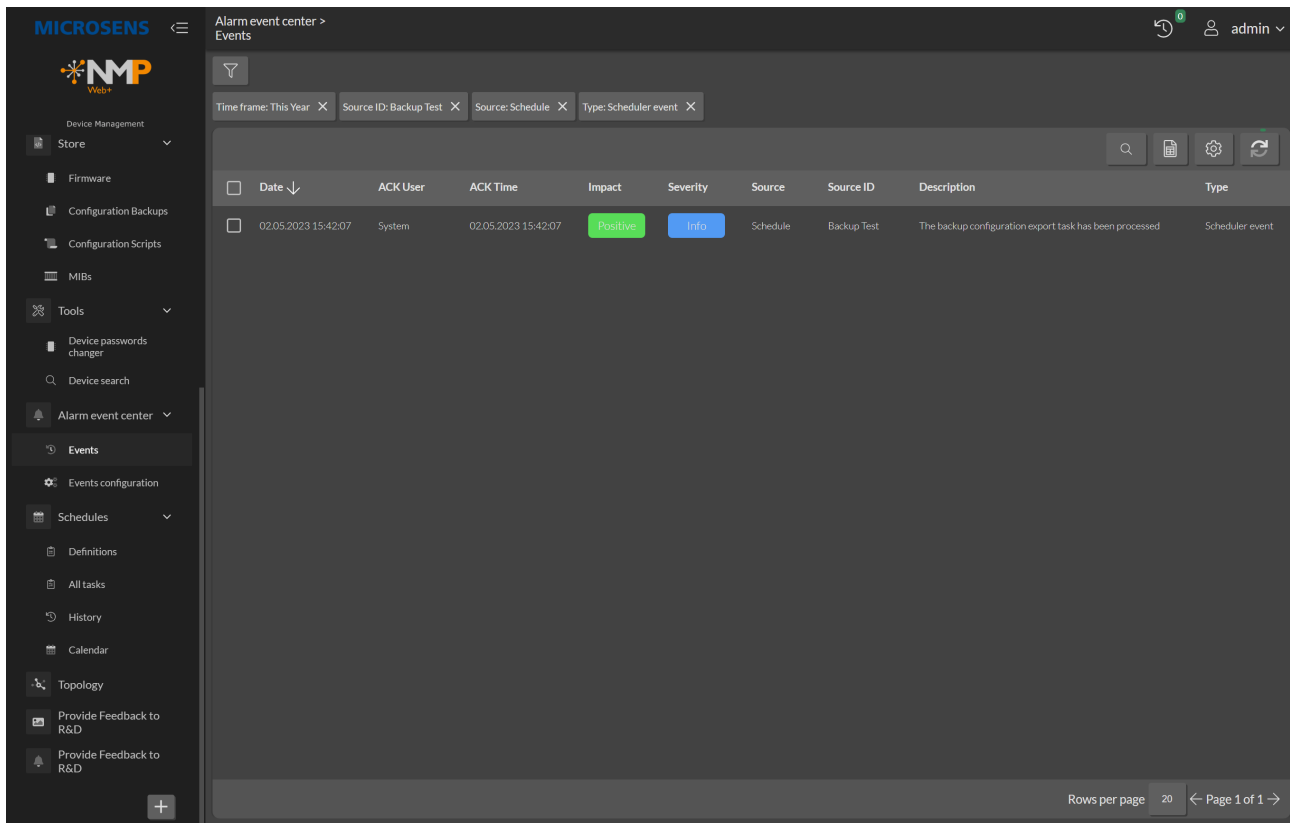 MICROSENS
NMP
Web+
Device Management
Store
Firmware
Configuration Backups
Configuration Scripts
MIBs
Tools
Device passwords
changer
Device search
Alarm event center
Events
Events configuration
Schedules
Definitions
All tasks
History
Calendar
Topology
Provide Feedback to
R&D
Provide Feedback to
R&D
Alarm event center >
Events
0
admin
Time frame: This Year
Source ID: Backup Test
Source: Schedule
Type: Scheduler event
Date ACK User ACK Time Impact Severity Source Source ID Description Type
02.05.2023 15:42:07 System 02.05.2023 15:42:07 Positive Info Schedule Backup Test The backup configuration export task has been processed Scheduler event
Rows per page 20 Page 1 of 1